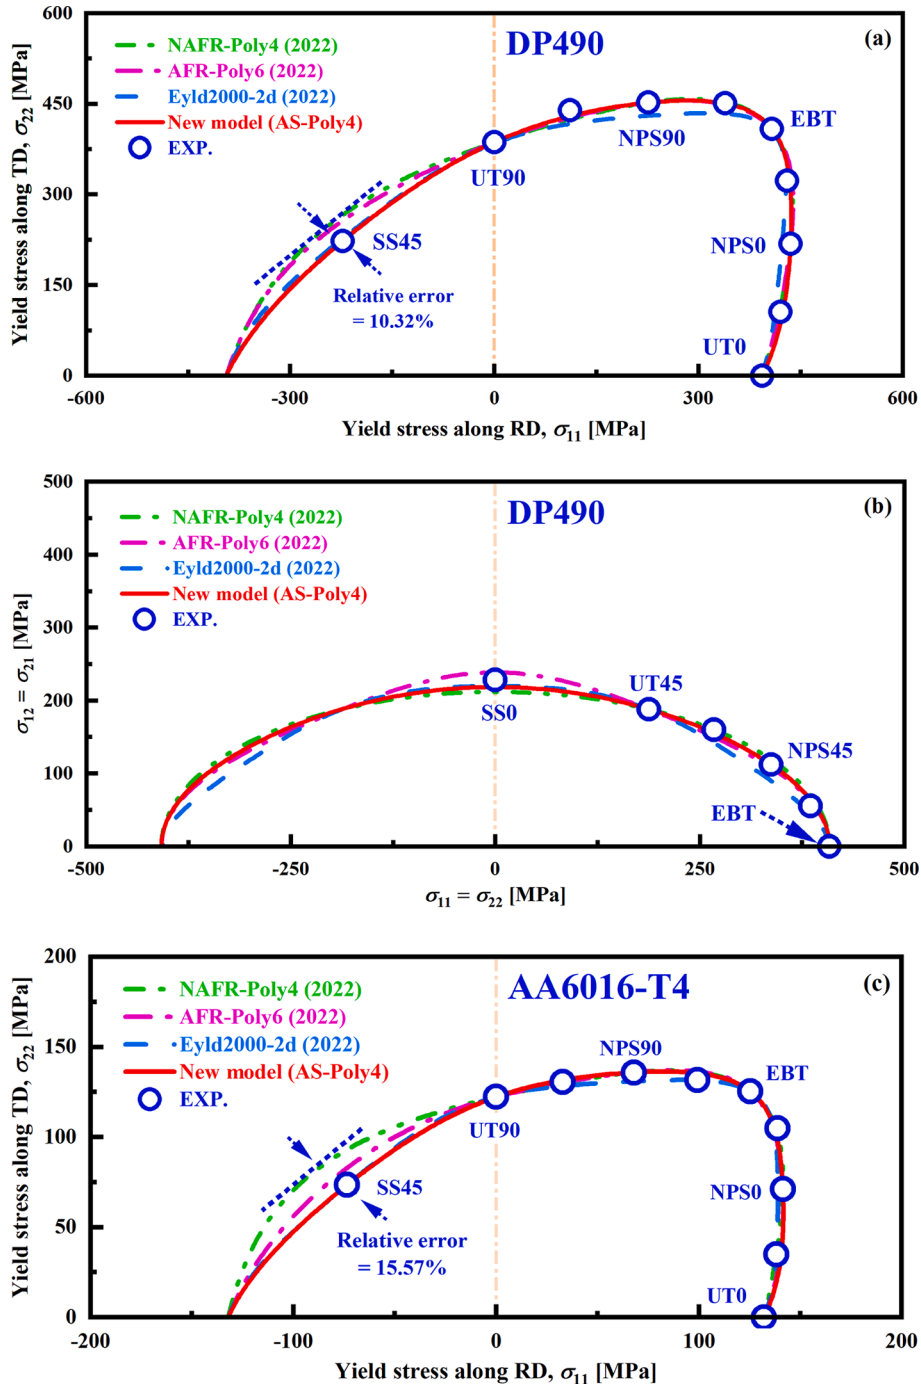 (a)
DP490
NAFR-Poly4 (2022)
AFR-Poly6 (2022)
Eyld2000-2d (2022)
New model (AS-Poly4)
EXP.
Yield stress along TD, σ22 [MPa]
600
450
300
150
0
EBT
NPS90
UT90
SS45
NPS0
Relative error
= 10.32%
UT0
-600
-300
0
300
600
Yield stress along RD, σ11 [MPa]
(b)
DP490
NAFR-Poly4 (2022)
AFR-Poly6 (2022)
Eyld2000-2d (2022)
New model (AS-Poly4)
EXP.
σ12 = σ21 [MPa]
500
400
300
200
100
0
UT45
SS0
NPS45
EBT
-500
-250
0
250
500
σ11 = σ22 [MPa]
(c)
AA6016-T4
NAFR-Poly4 (2022)
AFR-Poly6 (2022)
Eyld2000-2d (2022)
New model (AS-Poly4)
EXP.
Yield stress along TD, σ22 [MPa]
200
150
100
50
0
NPS90
EBT
UT90
SS45
NPS0
Relative error
= 15.57%
UT0
-200
-100
0
100
200
Yield stress along RD, σ11 [MPa]